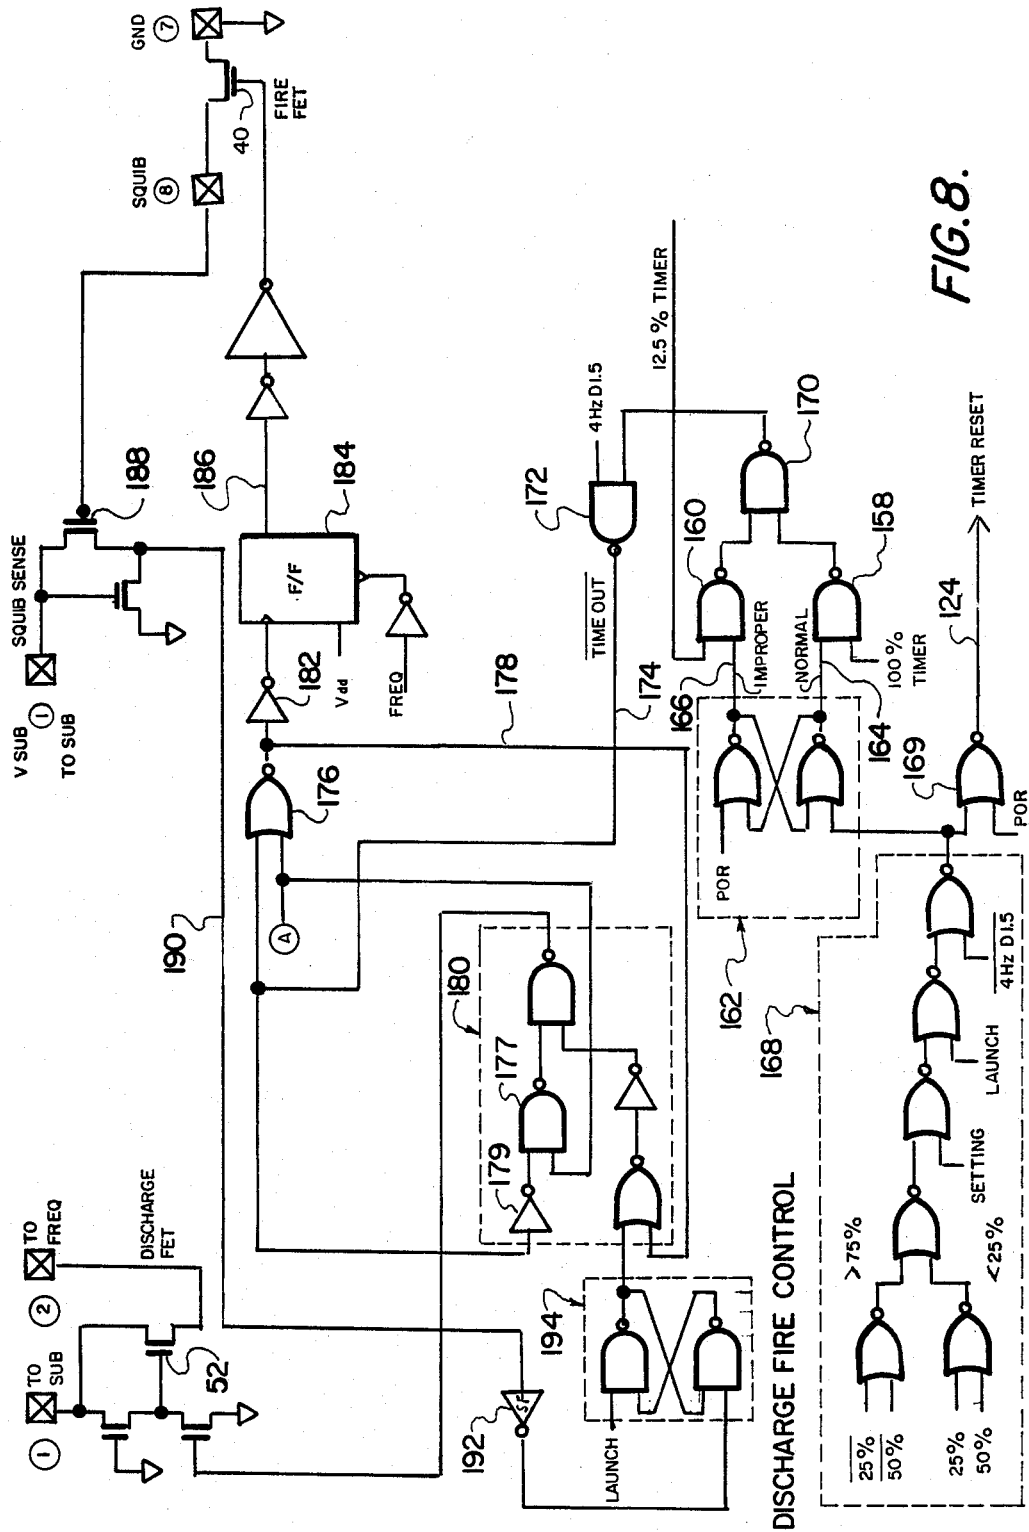 ① TO SUB
② TO FREQ
DISCHARGE
FET
52
190
V SUB ① SQUIB SENSE
TO SUB
188
SQUIB
⑧
GND
⑦
40
FIRE
FET
A
176
182
Vdd
F/F
184
FREQ
186
178
192
SF
194
LAUNCH
179
177
180
TIME OUT
174
172
4Hz D1.5
12.5% TIMER
162
POR
166
IMPROPER
NORMAL
164
160
158
100%
TIMER
170
DISCHARGE FIRE CONTROL
168
25%
50%
25%
50%
>75%
<25%
SETTING
LAUNCH
4Hz D1.5
169
POR
124
TIMER RESET
FIG. 8.